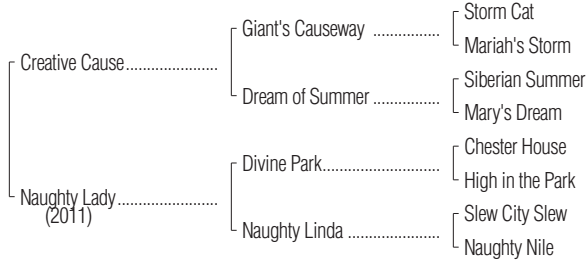 Storm Cat
Giant's Causeway ................
Mariah's Storm
Creative Cause......................
Siberian Summer
Dream of Summer ................
Mary's Dream
Chester House
Divine Park............................
High in the Park
Naughty Lady........................
(2011)
Slew City Slew
Naughty Linda ......................
Naughty Nile